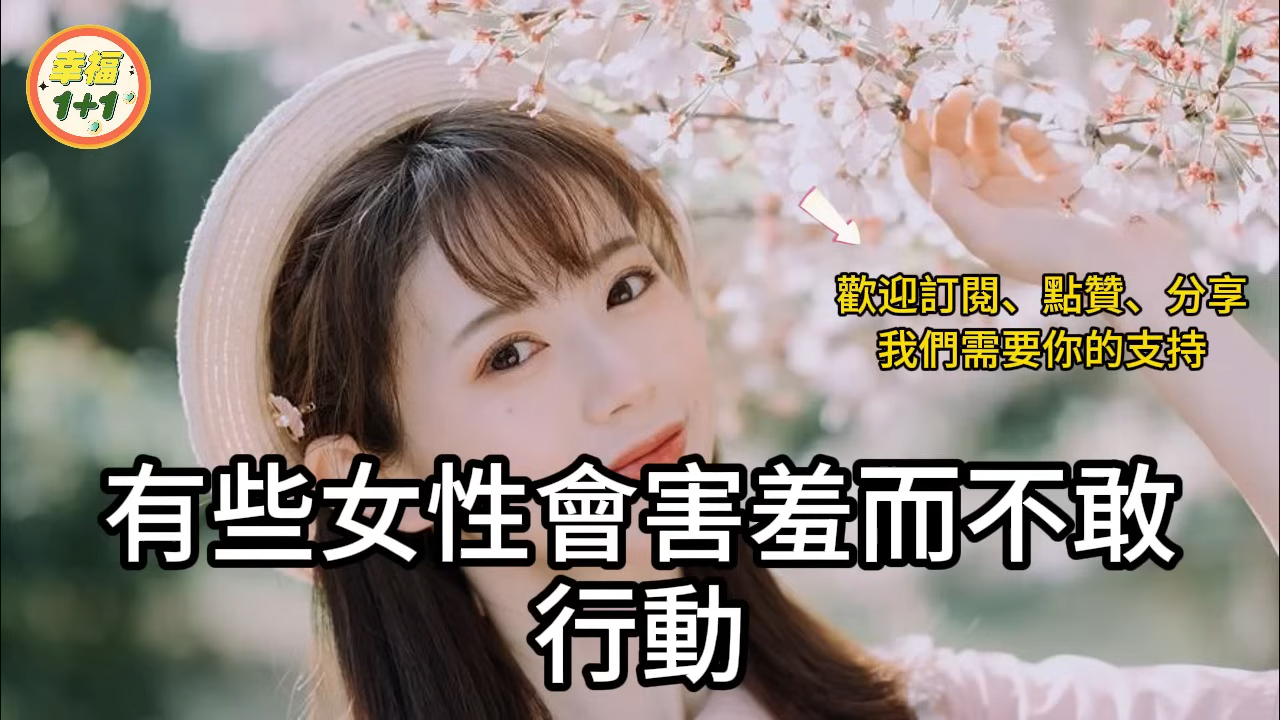 幸福
1+1
歡迎訂閱、點贊、分享
我們需要你的支持
有些女性會害羞而不敢
行動